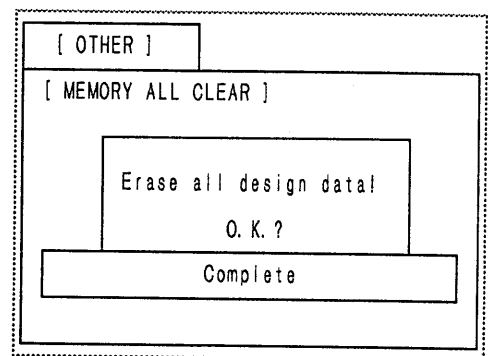 [ OTHER ]
[ MEMORY ALL CLEAR ]
Erase all design data!
O.K.?
Complete